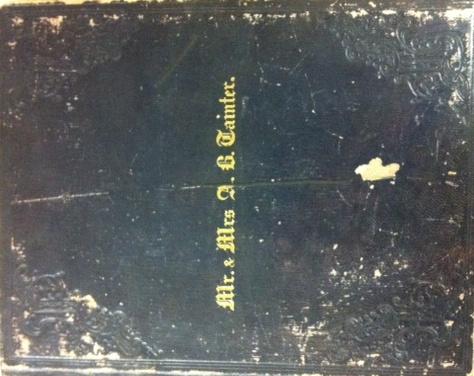 Mr. & Mrs A. B. Tainter.